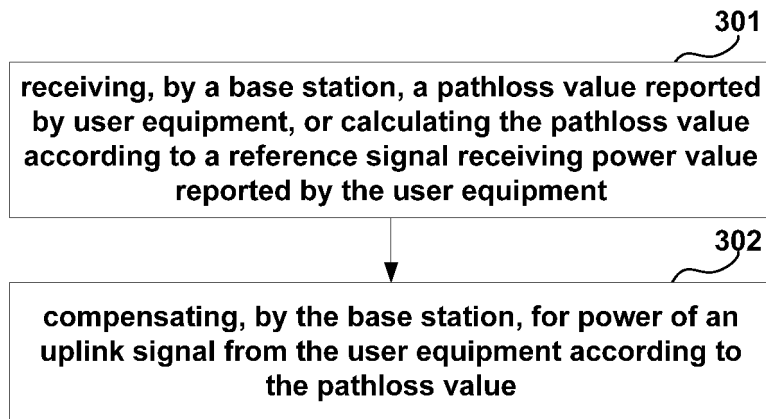 301
receiving, by a base station, a pathloss value reported
by user equipment, or calculating the pathloss value
according to a reference signal receiving power value
reported by the user equipment
302
compensating, by the base station, for power of an
uplink signal from the user equipment according to
the pathloss value